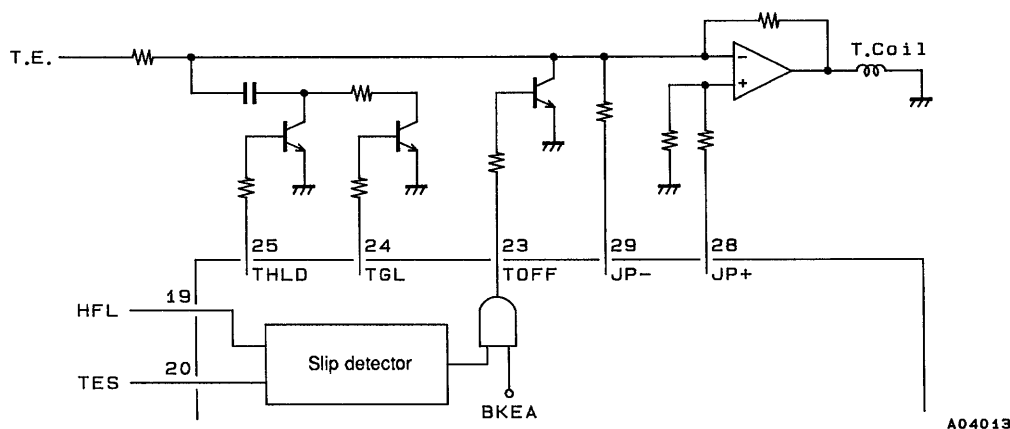 T.E.
T.Coil
−
+
25
24
23
29
28
THLD
TGL
TOFF
JP−
JP+
HFL
19
Slip detector
TES
20
BKEA
A04013